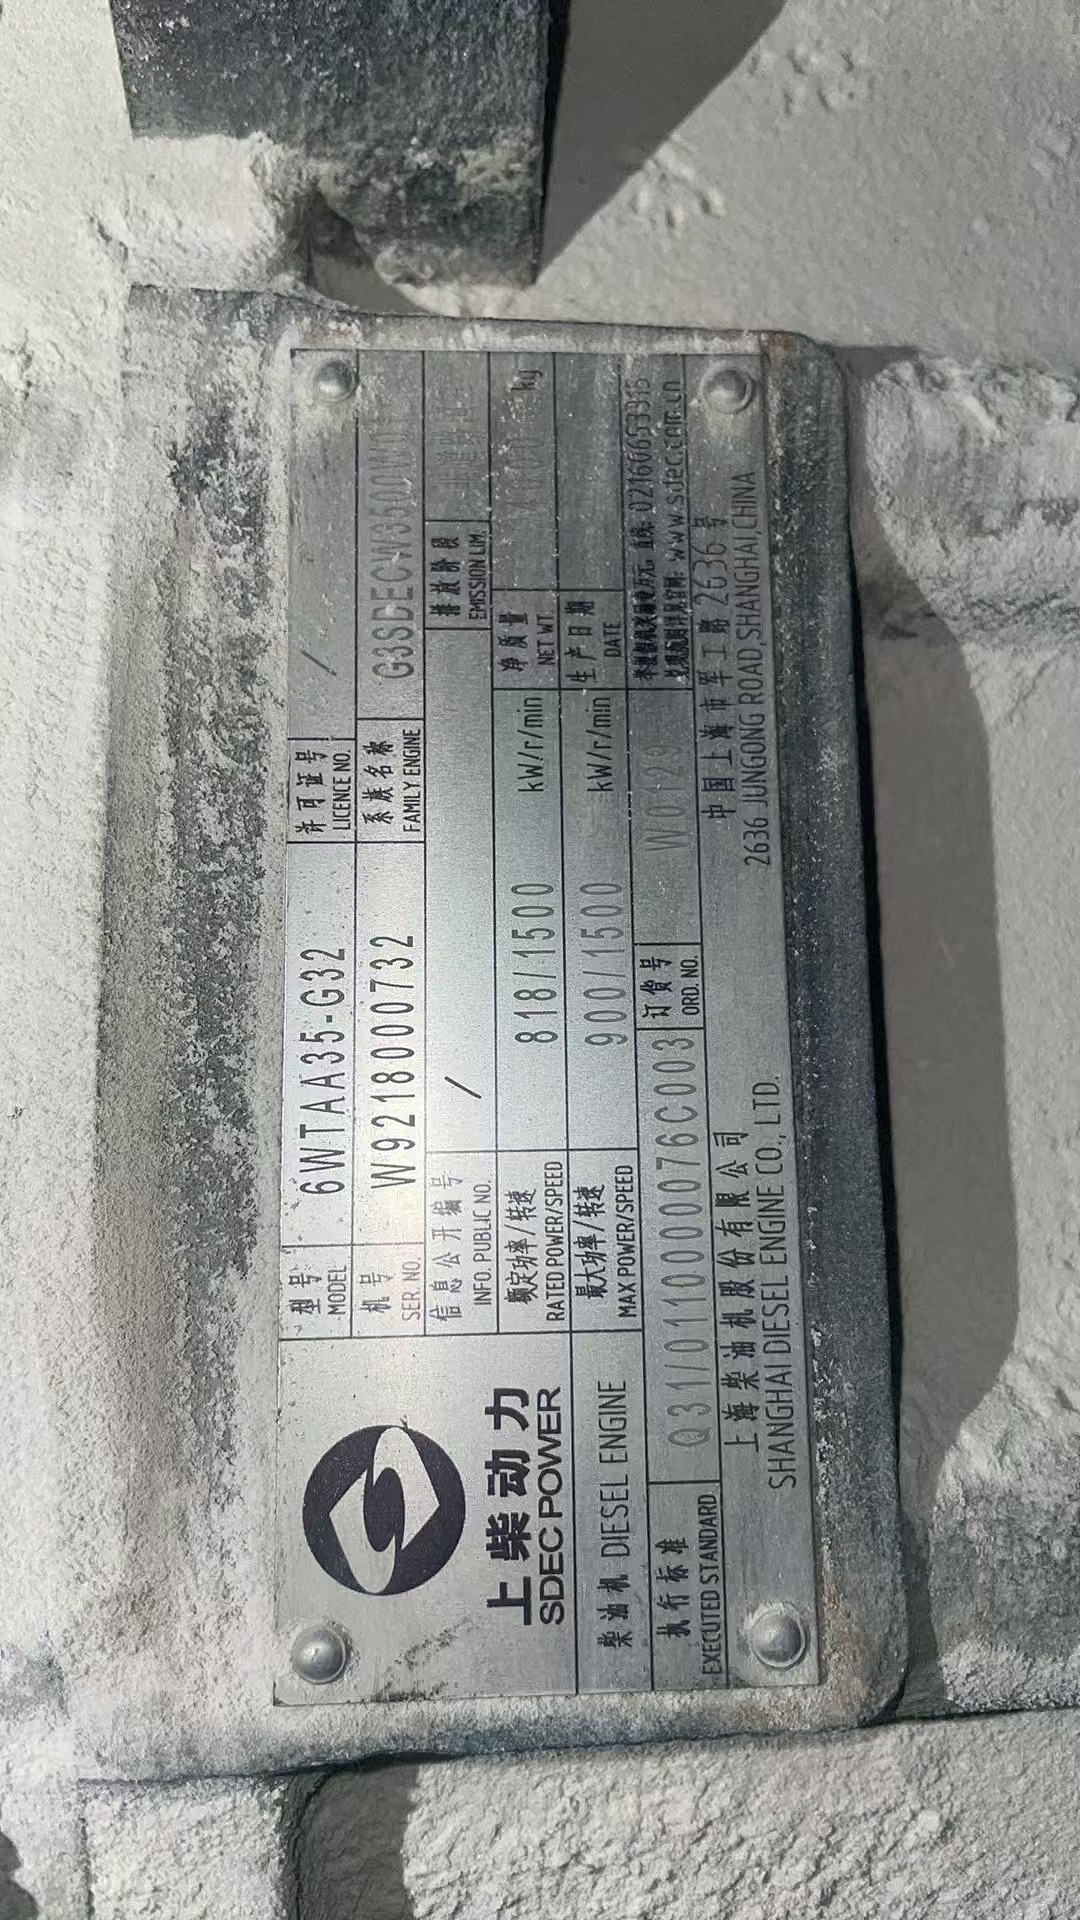 上柴动力
SDEC POWER
柴油机 DIESEL ENGINE
型号 MODEL 6WTAA35-G32
许可证号 LICENCE NO. /
机号 SER. NO. W9218000732
系族名称 FAMILY ENGINE
信息公开编号 INFO. PUBLIC NO. /
排放阶段 EMISSION LIM.
额定功率/转速 RATED POWER/SPEED 818/1500 kW/r/min
净质量 NET WT. kg
最大功率/转速 MAX POWER/SPEED 900/1500 kW/r/min
生产日期 DATE
执行标准 EXECUTED STANDARD Q31/0110000076C003
订货号 ORD. NO. W0129
www.sdec.com.cn
上海柴油机股份有限公司 中国上海市军工路2636号
SHANGHAI DIESEL ENGINE CO., LTD. 2636 JUNGONG ROAD,SHANGHAI,CHINA